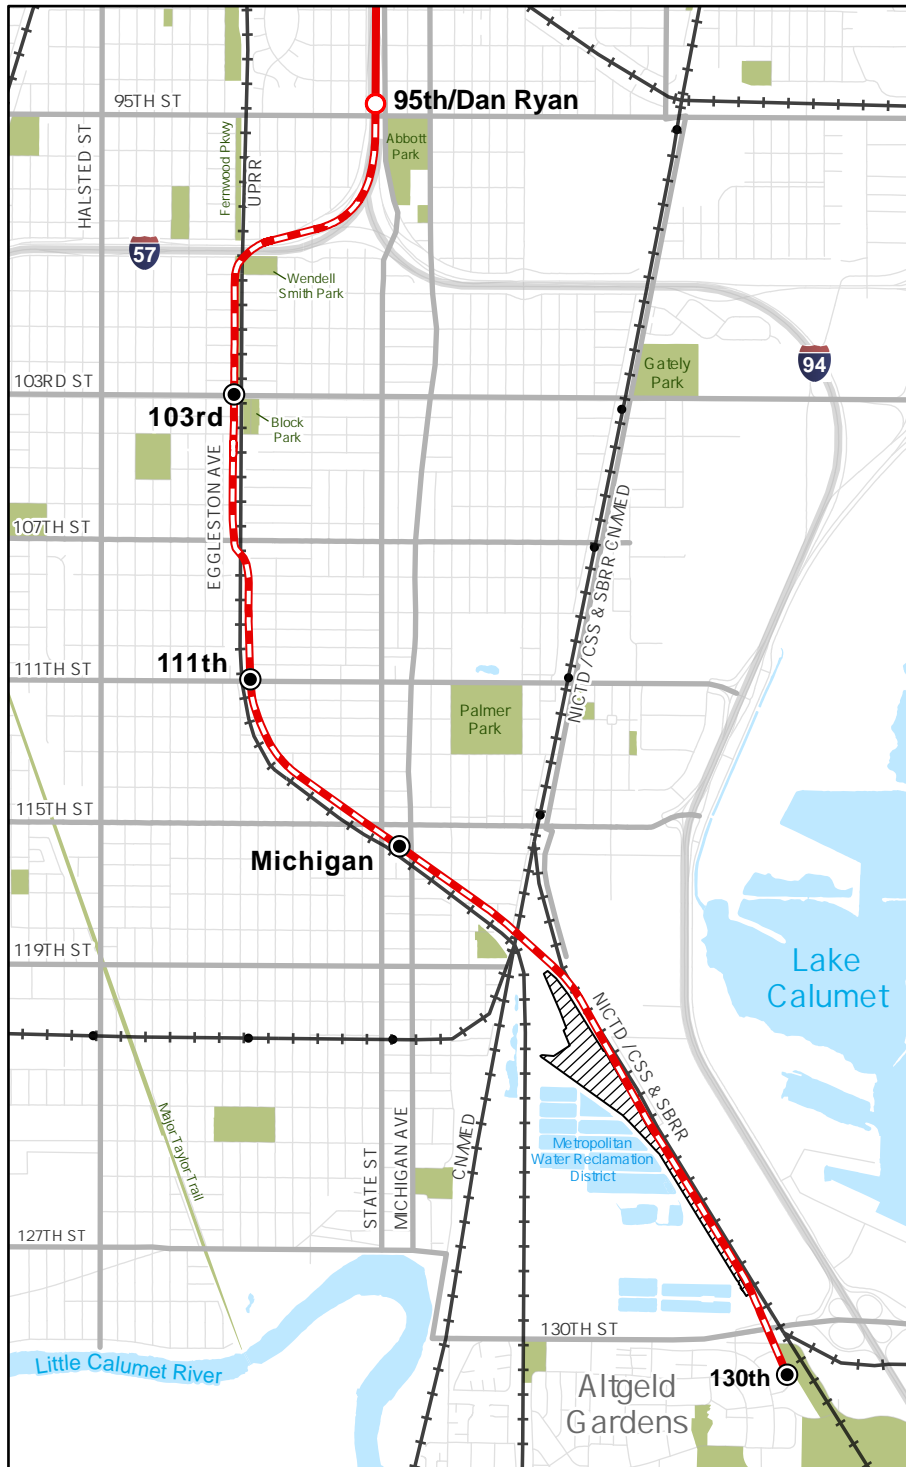 95TH ST
95th/Dan Ryan
HALSTED ST
Fernwood Pkwy
UPRR
Abbott
Park
57
Wendell
Smith Park
94
Gately
Park
103RD ST
103rd
Block
Park
EGGLESTON AVE
107TH ST
NICTD /CSS & SBRR CN/MED
111TH ST
111th
Palmer
Park
115TH ST
Michigan
119TH ST
Lake
Calumet
NICTD /CSS & SBRR
Major Taylor Trail
STATE ST
MICHIGAN AVE
CN/MED
Metropolitan
Water Reclamation
District
127TH ST
130TH ST
Little Calumet River
130th
Altgeld
Gardens